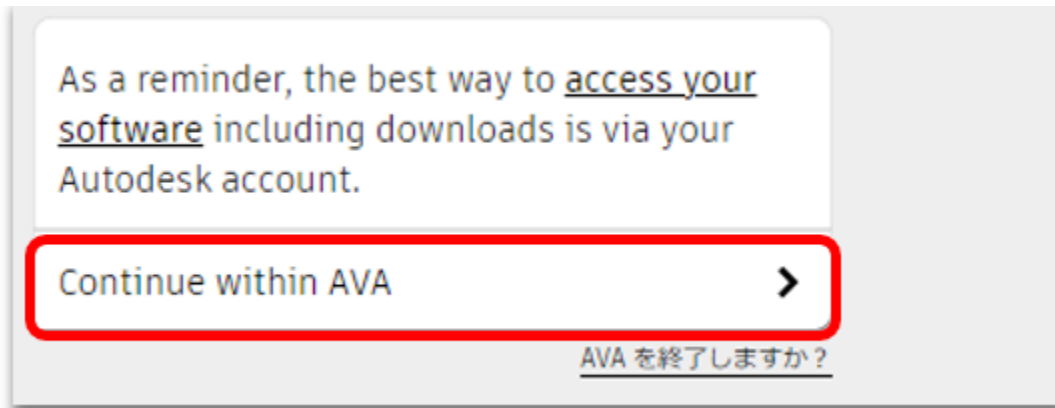 As a reminder, the best way to access your
software including downloads is via your
Autodesk account.
Continue within AVA
AVA を終了しますか？